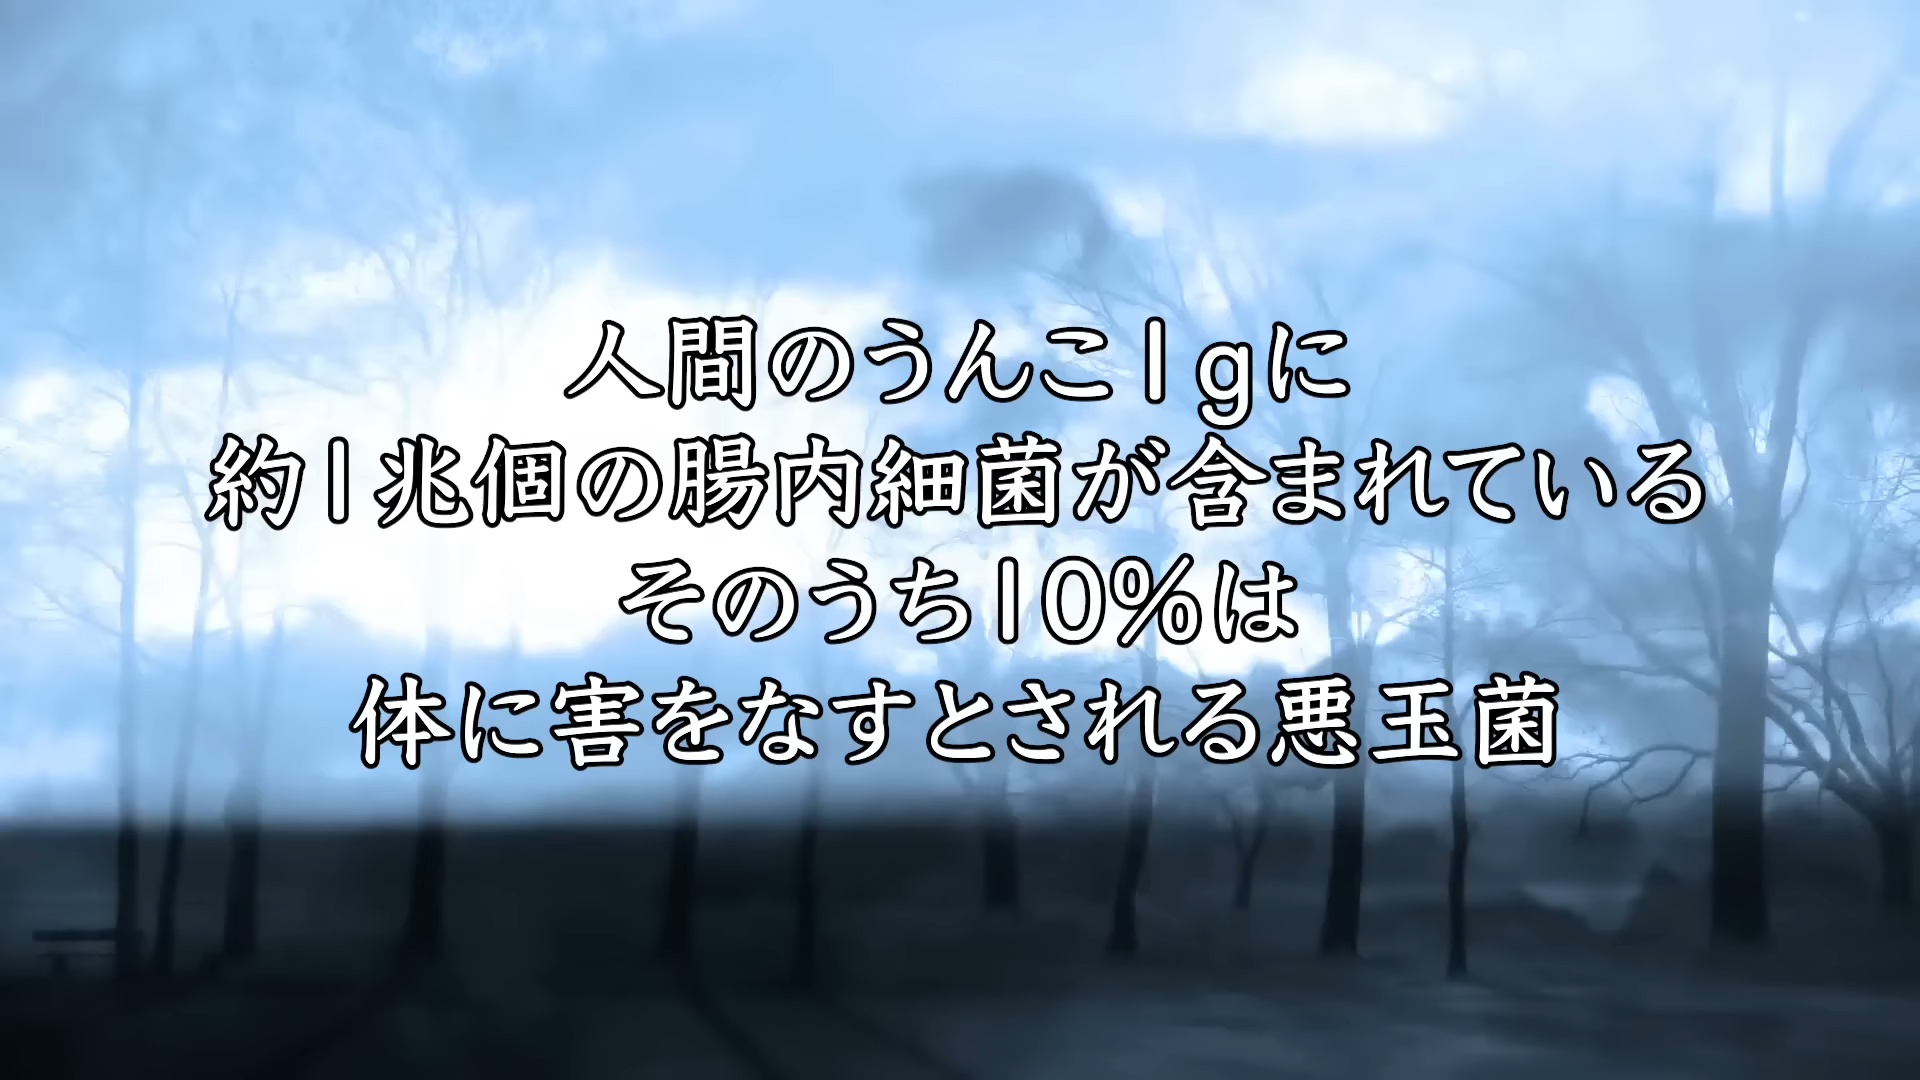 人間のうんこ1gに
約1兆個の腸内細菌が含まれている
そのうち10%は
体に害をなすとされる悪玉菌